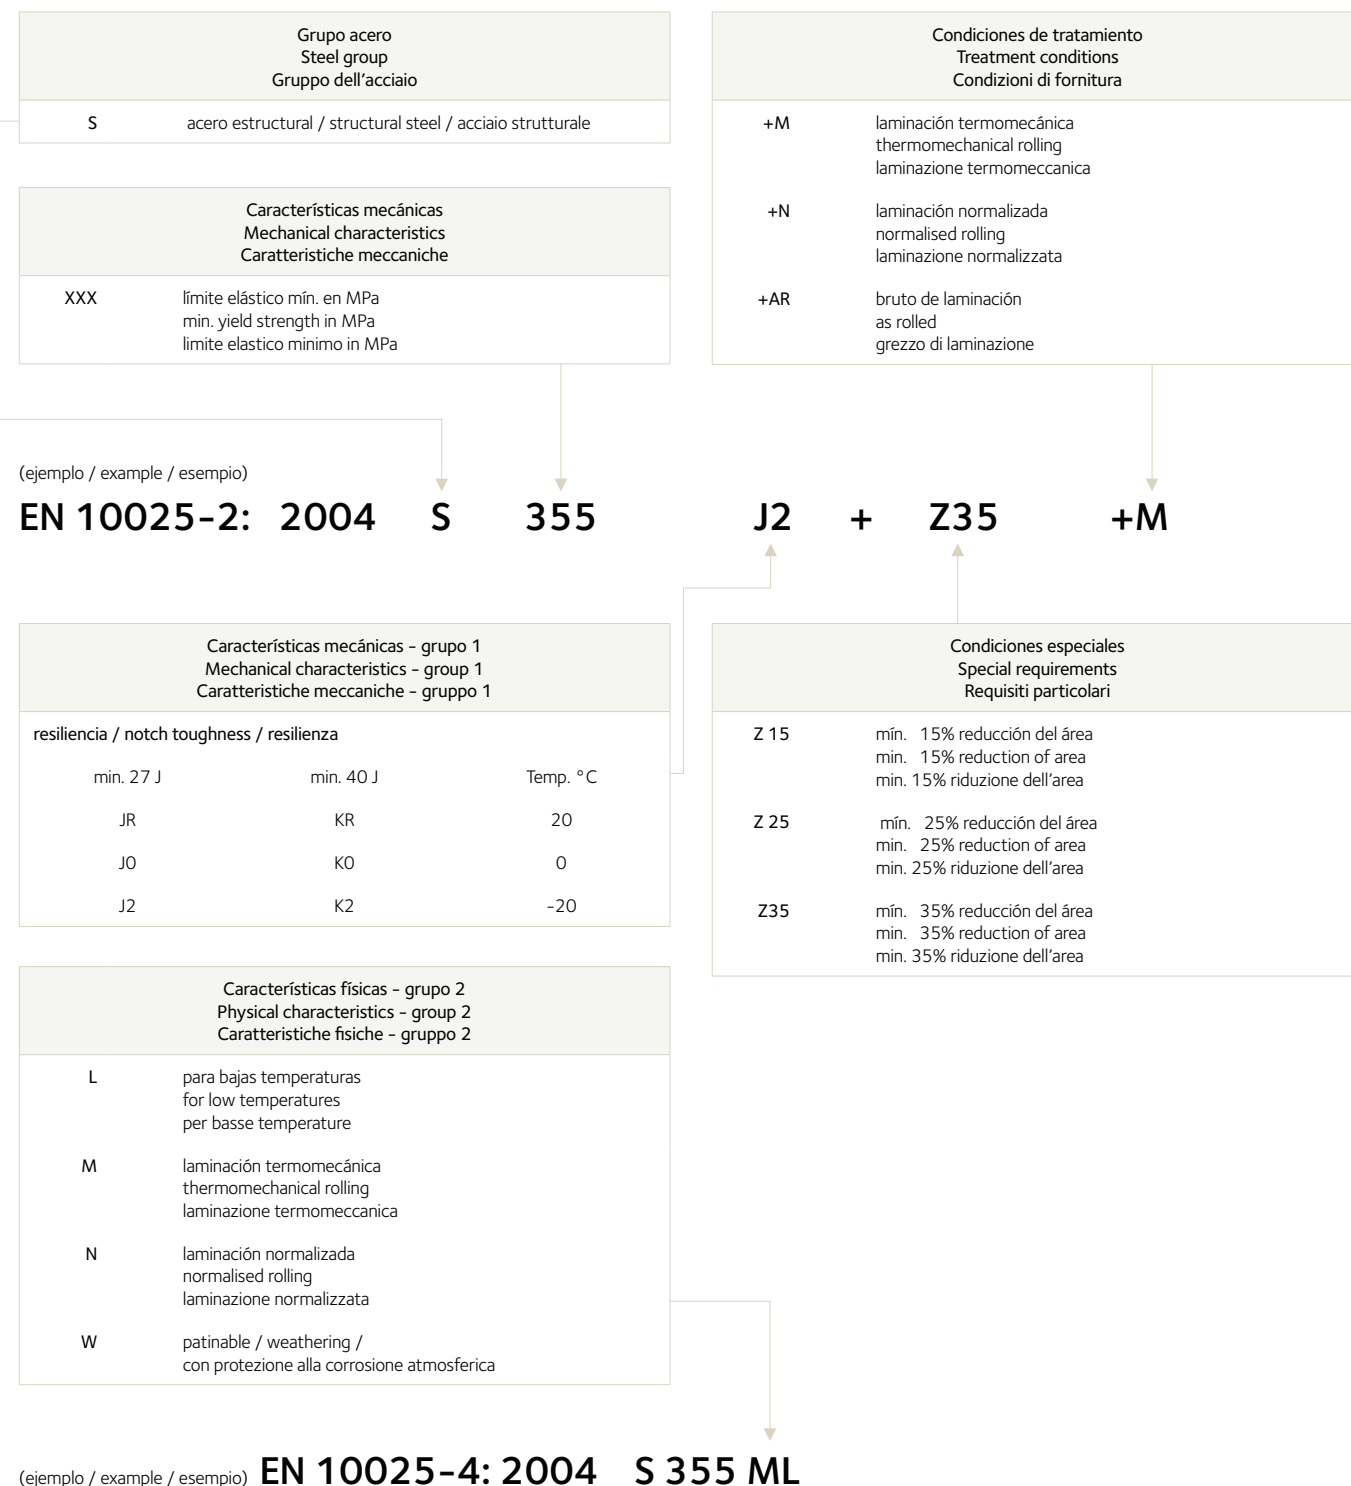 Grupo acero
Steel group
Gruppo dell'acciaio
S acero estructural / structural steel / acciaio strutturale
Características mecánicas
Mechanical characteristics
Caratteristiche meccaniche
XXX límite elástico mín. en MPa
min. yield strength in MPa
limite elastico minimo in MPa
Condiciones de tratamiento
Treatment conditions
Condizioni di fornitura
+M laminación termomecánica
thermomechanical rolling
laminazione termomeccanica
+N laminación normalizada
normalised rolling
laminazione normalizzata
+AR bruto de laminación
as rolled
grezzo di laminazione
(ejemplo / example / esempio)
EN 10025-2: 2004 S 355 J2 + Z35 +M
Características mecánicas - grupo 1
Mechanical characteristics - group 1
Caratteristiche meccaniche - gruppo 1
resiliencia / notch toughness / resilienza
min. 27 J min. 40 J Temp. °C
JR KR 20
J0 K0 0
J2 K2 -20
Condiciones especiales
Special requirements
Requisiti particolari
Z 15 mín. 15% reducción del área
min. 15% reduction of area
min. 15% riduzione dell'area
Z 25 mín. 25% reducción del área
min. 25% reduction of area
min. 25% riduzione dell'area
Z35 mín. 35% reducción del área
min. 35% reduction of area
min. 35% riduzione dell'area
Características físicas - grupo 2
Physical characteristics - group 2
Caratteristiche fisiche - gruppo 2
L para bajas temperaturas
for low temperatures
per basse temperature
M laminación termomecánica
thermomechanical rolling
laminazione termomeccanica
N laminación normalizada
normalised rolling
laminazione normalizzata
W patinable / weathering /
con protezione alla corrosione atmosferica
(ejemplo / example / esempio) EN 10025-4: 2004 S 355 ML